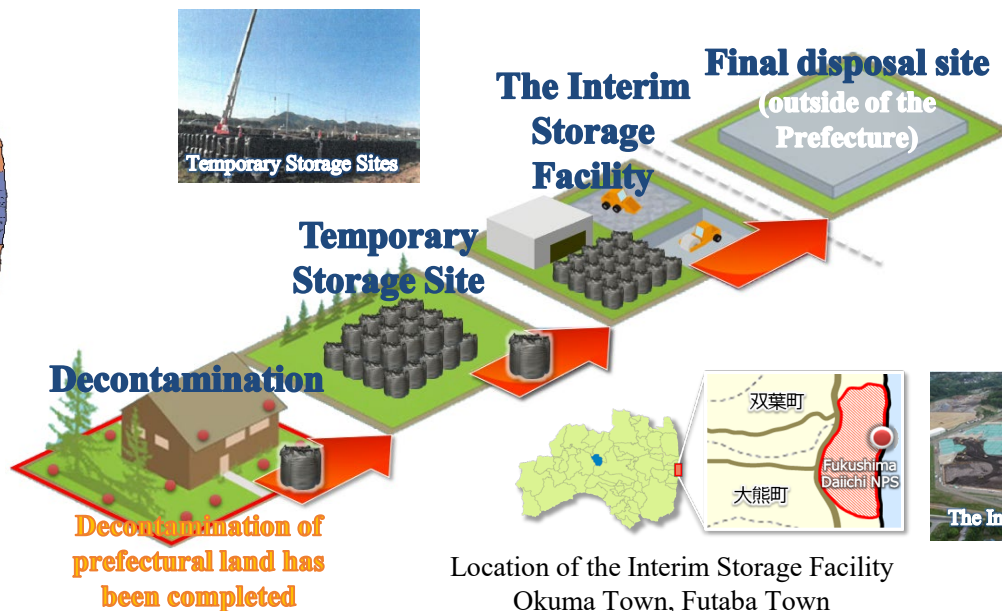 Temporary Storage Sites
Final disposal site
(outside of the
Prefecture)
The Interim
Storage
Facility
Temporary
Storage Site
Decontamination
Decontamination of
prefectural land has
been completed
双葉町
大熊町
Fukushima
Daiichi NPS
The In
Location of the Interim Storage Facility
Okuma Town, Futaba Town